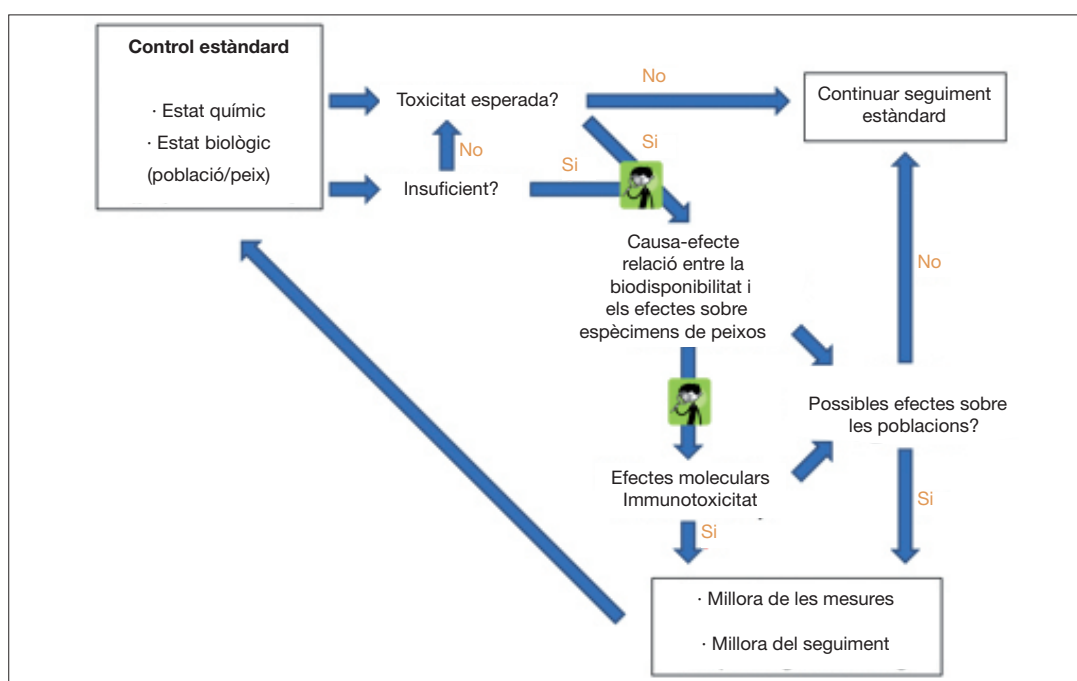 Control estàndard
· Estat químic
· Estat biològic
(població/peix)
Toxicitat esperada?
No
Continuar seguiment
estàndard
Si
No
Insuficient?
Si
Causa-efecte
relació entre la
biodisponibilitat i
els efectes sobre
espècimens de peixos
No
Possibles efectes sobre
les poblacions?
Efectes moleculars
Immunotoxicitat
Si
Si
· Millora de les mesures
· Millora del seguiment